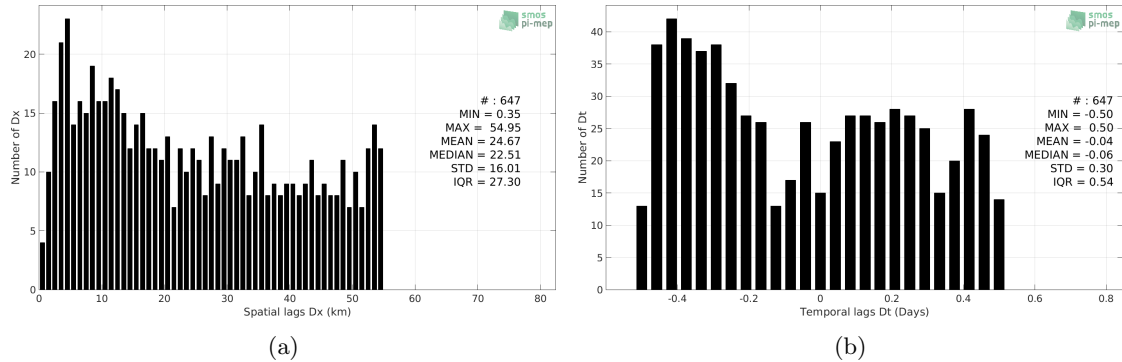 smos
pi-mep
Number of Dx
20
15
10
5
0
# : 647
MIN = 0.35
MAX = 54.95
MEAN = 24.67
MEDIAN = 22.51
STD = 16.01
IQR = 27.30
0 10 20 30 40 50 60 70 80
Spatial lags Dx (km)
(a)
smos
pi-mep
Number of Dt
40
35
30
25
20
15
10
5
0
# : 647
MIN = -0.50
MAX = 0.50
MEAN = -0.04
MEDIAN = -0.06
STD = 0.30
IQR = 0.54
-0.4 -0.2 0 0.2 0.4 0.6 0.8
Temporal lags Dt (Days)
(b)